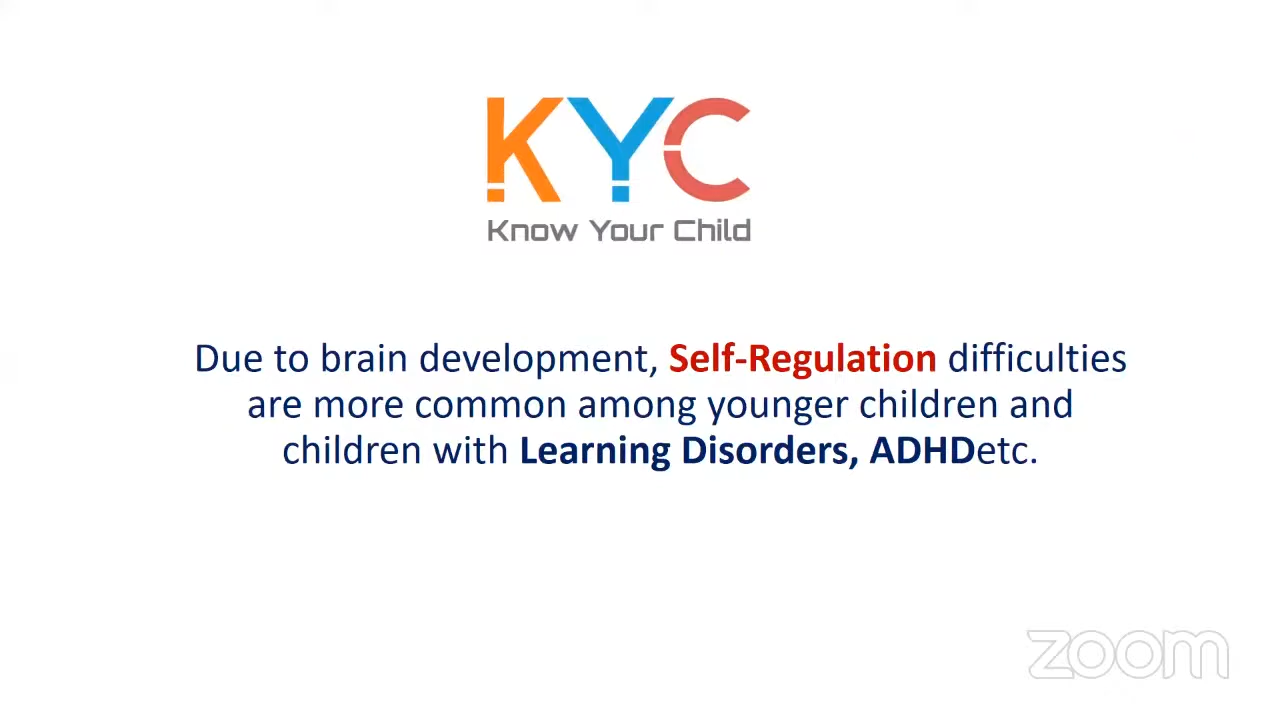 KYC
Know Your Child
Due to brain development, Self-Regulation difficulties
are more common among younger children and
children with Learning Disorders, ADHDetc.
zoom